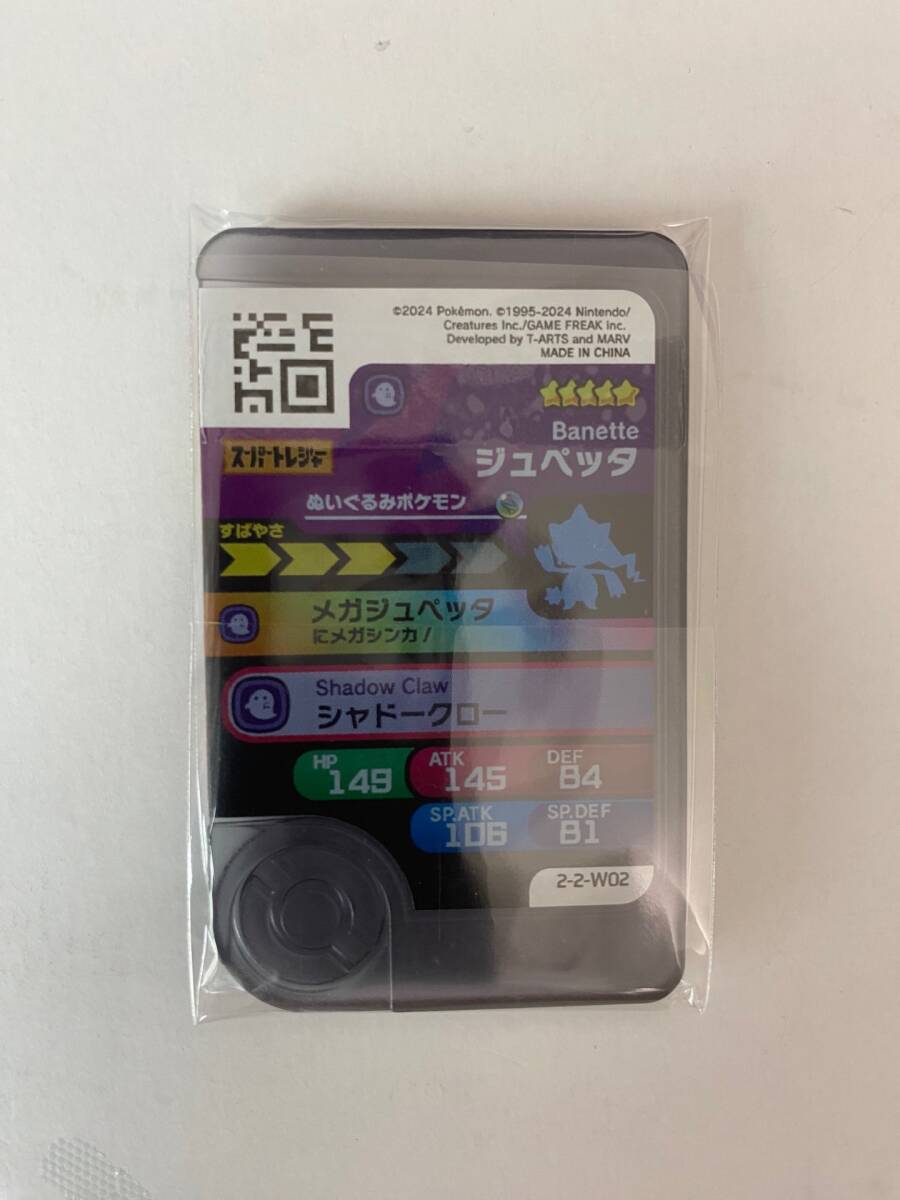 ©2024 Pokémon. ©1995-2024 Nintendo/
Creatures Inc./GAME FREAK inc.
Developed by T-ARTS and MARV
MADE IN CHINA
Banette
スーパートレジャー
ジュペッタ
ぬいぐるみポケモン
すばやさ
メガジュペッタ
にメガシンカ!
Shadow Claw
シャドークロー
HP 149
ATK 145
DEF 84
SP.ATK 106
SP.DEF 81
2-2-W02